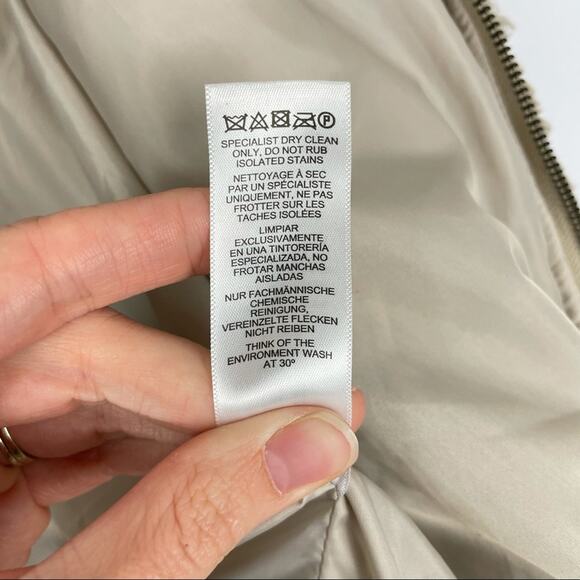 P
SPECIALIST DRY CLEAN
ONLY, DO NOT RUB
ISOLATED STAINS
NETTOYAGE À SEC
PAR UN SPÉCIALISTE
UNIQUEMENT, NE PAS
FROTTER SUR LES
TACHES ISOLÉES
LIMPIAR
EXCLUSIVAMENTE
EN UNA TINTORERÍA
ESPECIALIZADA, NO
FROTAR MANCHAS
AISLADAS
NUR FACHMÄNNISCHE
CHEMISCHE
REINIGUNG,
VEREINZELTE FLECKEN
NICHT REIBEN
THINK OF THE
ENVIRONMENT WASH
AT 30º